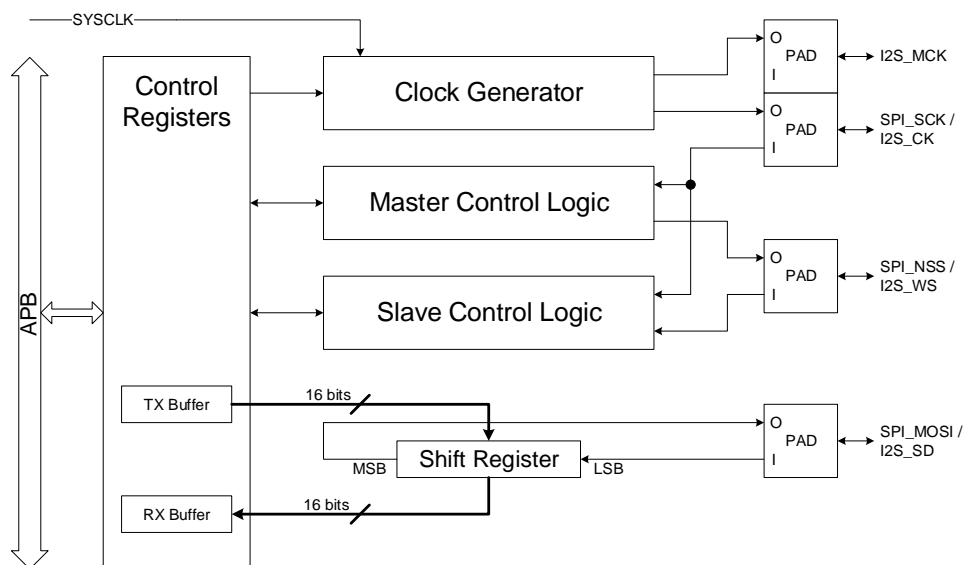 SYSCLK
O
PAD
I
I2S_MCK
Control
Registers
Clock Generator
O
PAD
I
SPI_SCK /
I2S_CK
Master Control Logic
O
PAD
I
SPI_NSS /
I2S_WS
Slave Control Logic
APB
TX Buffer
16 bits
O
PAD
I
SPI_MOSI /
I2S_SD
MSB
Shift Register
LSB
RX Buffer
16 bits